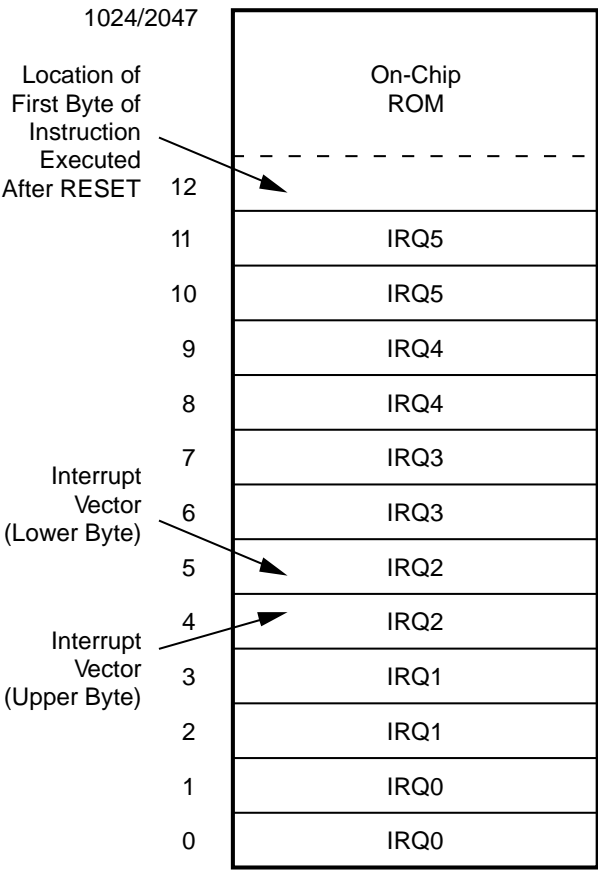 1024/2047
Location of
First Byte of
Instruction
Executed
After RESET
12
On-Chip
ROM
11 IRQ5
10 IRQ5
9 IRQ4
8 IRQ4
7 IRQ3
Interrupt
Vector
(Lower Byte)
6 IRQ3
5 IRQ2
4 IRQ2
Interrupt
Vector
(Upper Byte)
3 IRQ1
2 IRQ1
1 IRQ0
0 IRQ0